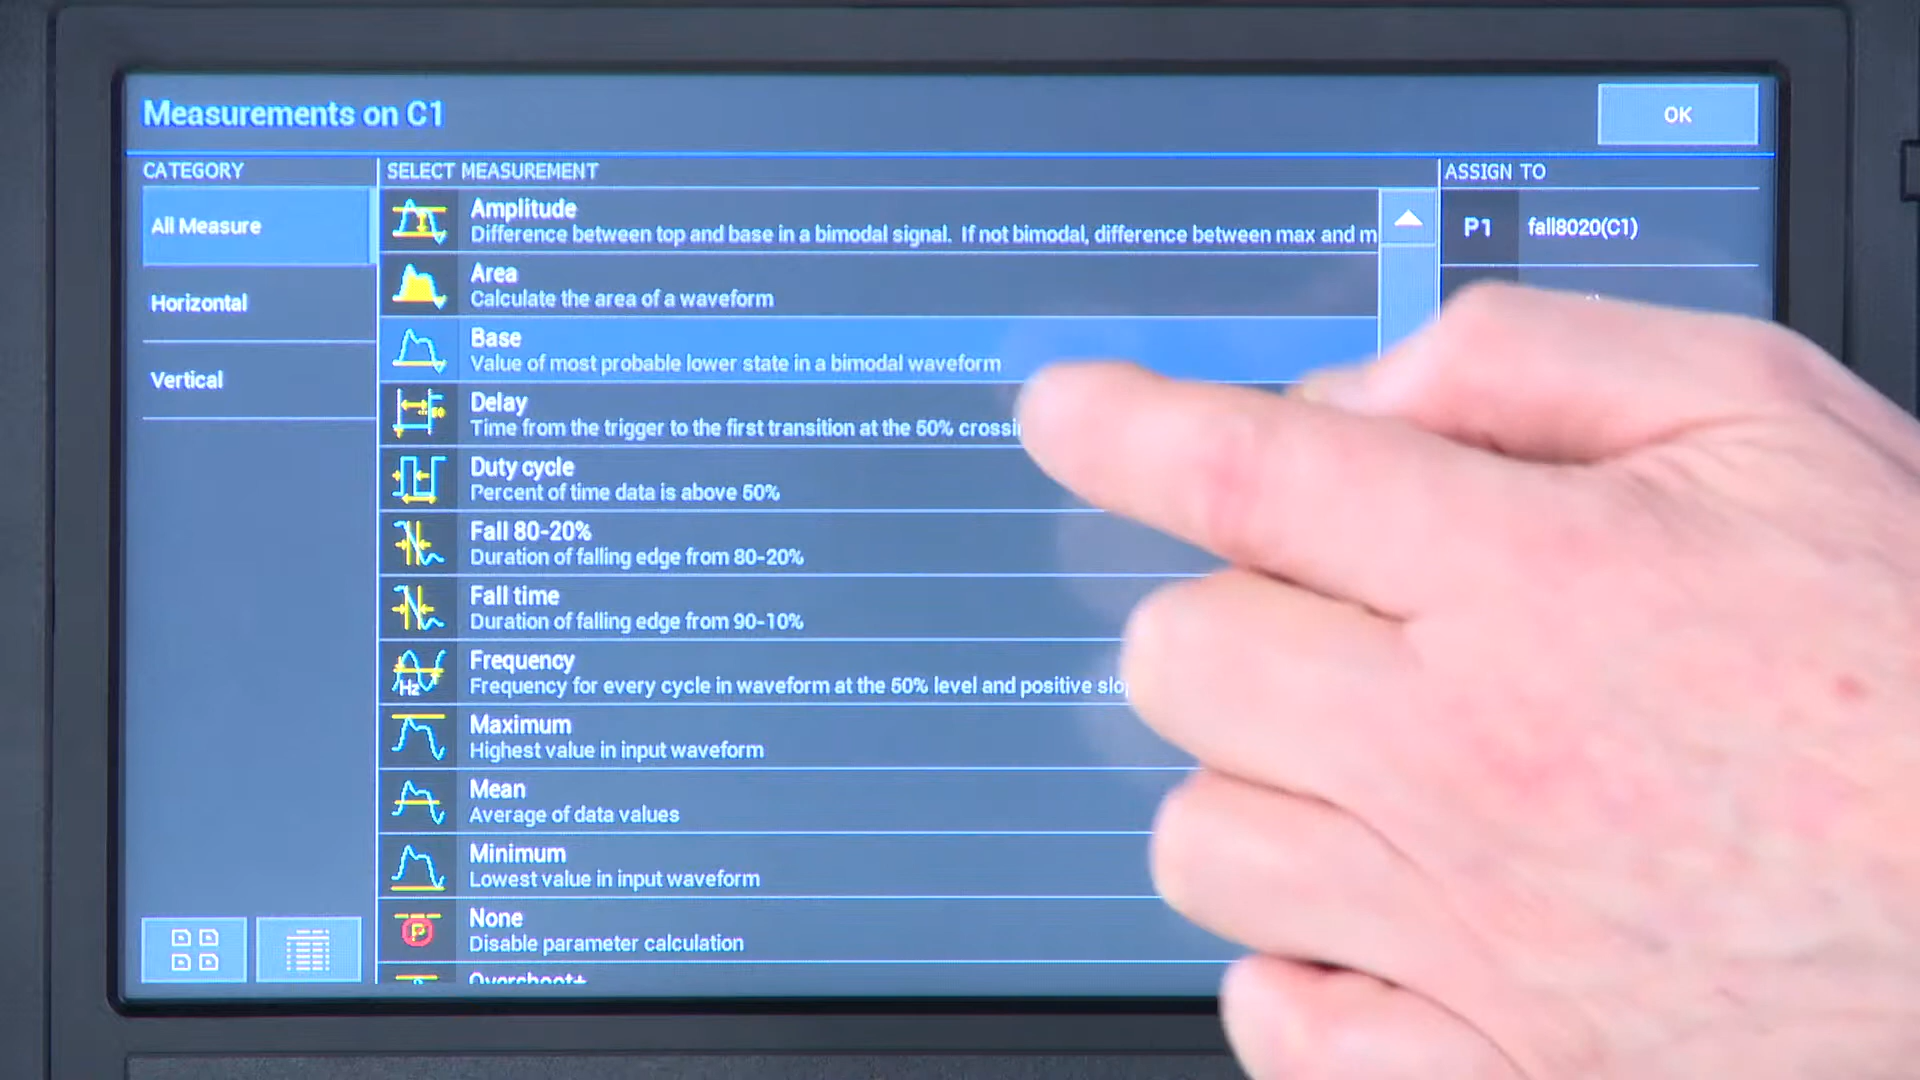 Measurements on C1
OK
CATEGORY
SELECT MEASUREMENT
ASSIGN TO
All Measure
Horizontal
Vertical
Amplitude
Difference between top and base in a bimodal signal. If not bimodal, difference between max and m
Area
Calculate the area of a waveform
Base
Value of most probable lower state in a bimodal waveform
Delay
Time from the trigger to the first transition at the 50%
Duty cycle
Percent of time data is above 50%
Fall 80-20%
Duration of falling edge from 80-20%
Fall time
Duration of falling edge from 90-10%
Hz
Frequency
Frequency for every cycle in waveform at the 50% level and positive
Maximum
Highest value in input waveform
Mean
Average of data values
Minimum
Lowest value in input waveform
P
None
Disable parameter calculation
Overshoot+
P1 fall8020(C1)